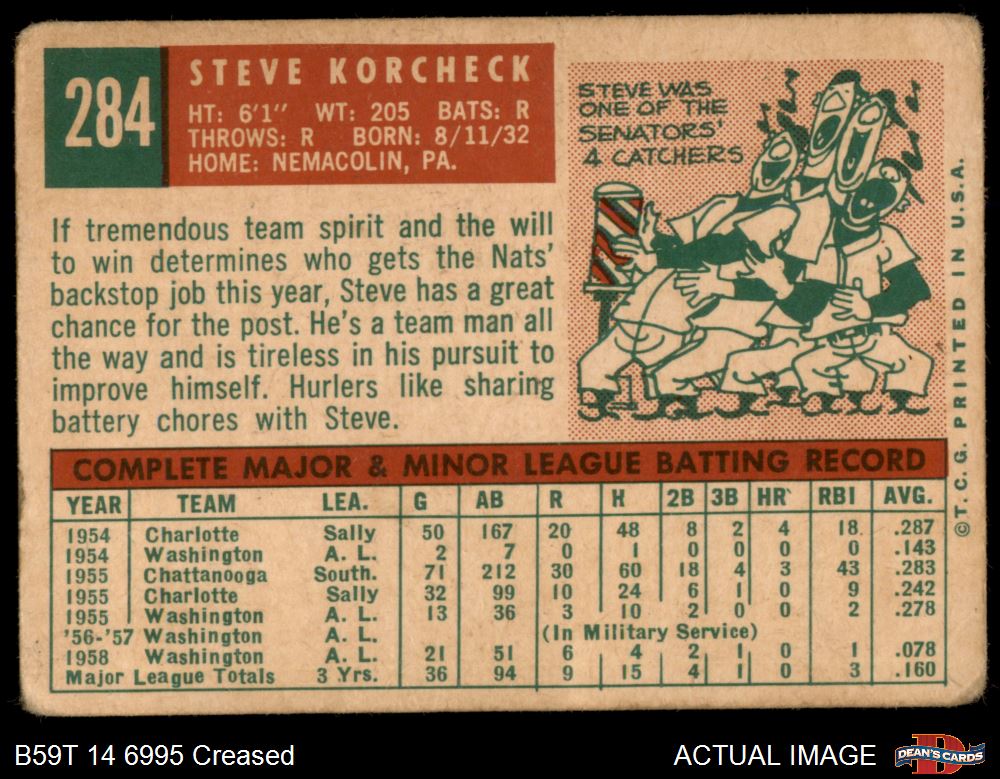 284
STEVE KORCHECK
HT: 6'1" WT: 205 BATS: R
THROWS: R BORN: 8/11/32
HOME: NEMACOLIN, PA.
STEVE WAS
ONE OF THE
SENATORS'
4 CATCHERS
If tremendous team spirit and the will
to win determines who gets the Nats'
backstop job this year, Steve has a great
chance for the post. He's a team man all
the way and is tireless in his pursuit to
improve himself. Hurlers like sharing
battery chores with Steve.
©T. C. G. PRINTED IN U.S.A.
COMPLETE MAJOR & MINOR LEAGUE BATTING RECORD
YEAR TEAM LEA. G AB R H 2B 3B HR RBI AVG.
1954 Charlotte Sally 50 167 20 48 8 2 4 18 .287
1954 Washington A. L. 2 7 0 1 0 0 0 0 .143
1955 Chattanooga South. 71 212 30 60 18 4 3 43 .283
1955 Charlotte Sally 32 99 10 24 6 1 0 9 .242
1955 Washington A. L. 13 36 3 10 2 0 0 2 .278
'56-'57 Washington A. L. (In Military Service)
1958 Washington A. L. 21 51 6 4 2 1 0 1 .078
Major League Totals 3 Yrs. 36 94 9 15 4 1 0 3 .160
B59T 14 6995 Creased
ACTUAL IMAGE
DEAN'S CARDS